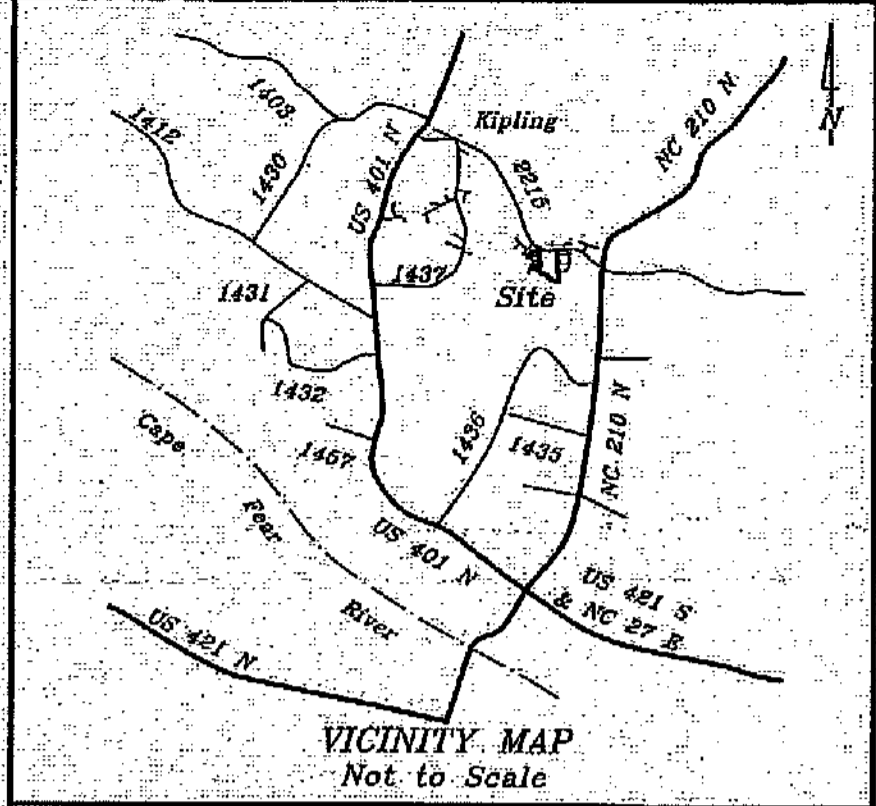 1403
1412
1430
US 401 N
Kipling
NC 210 N
N
2215
1437
Site
1431
1432
1457
1436
1435
NC 210 N
Cape
Fear
River
US 401 N
US 421 S
& NC 27 E
US 421 N
VICINITY MAP
Not to Scale